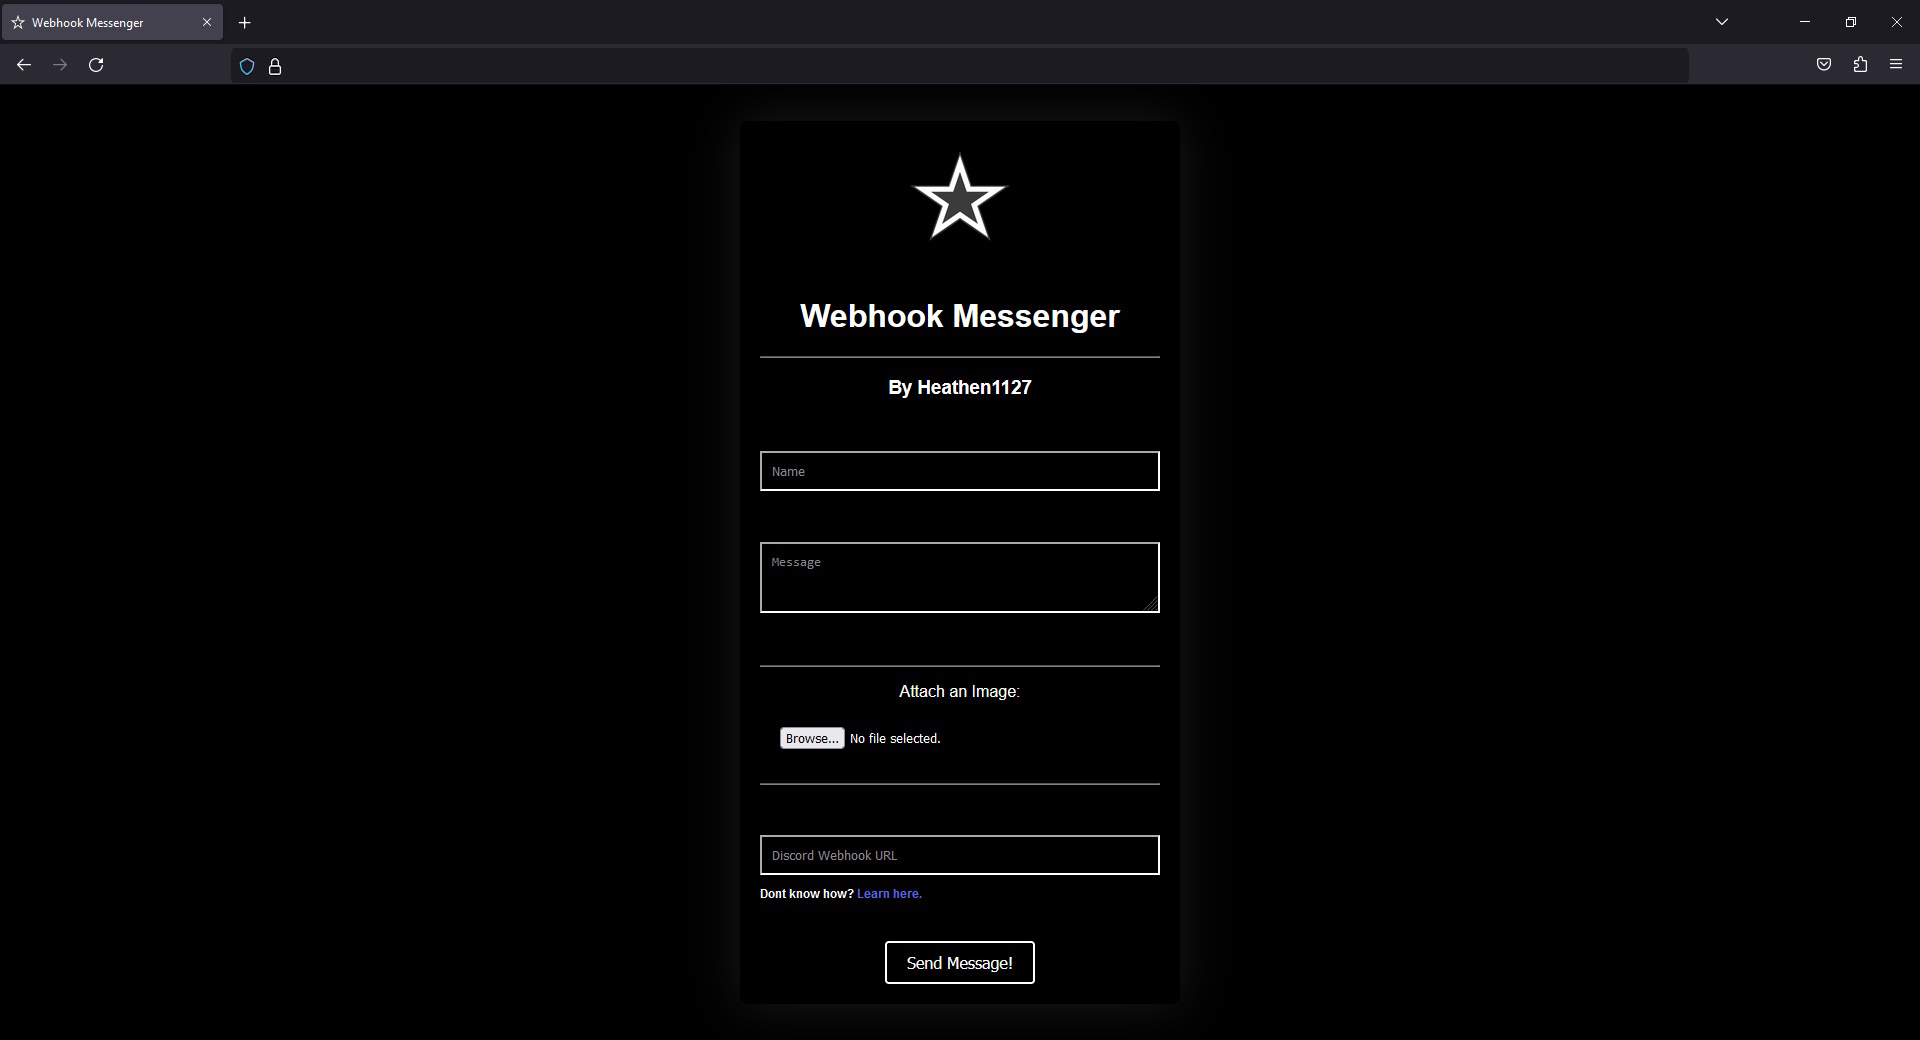 Webhook Messenger
Webhook Messenger
By Heathen1127
Name
Message
Attach an Image:
Browse... No file selected.
Discord Webhook URL
Dont know how? Learn here.
Send Message!